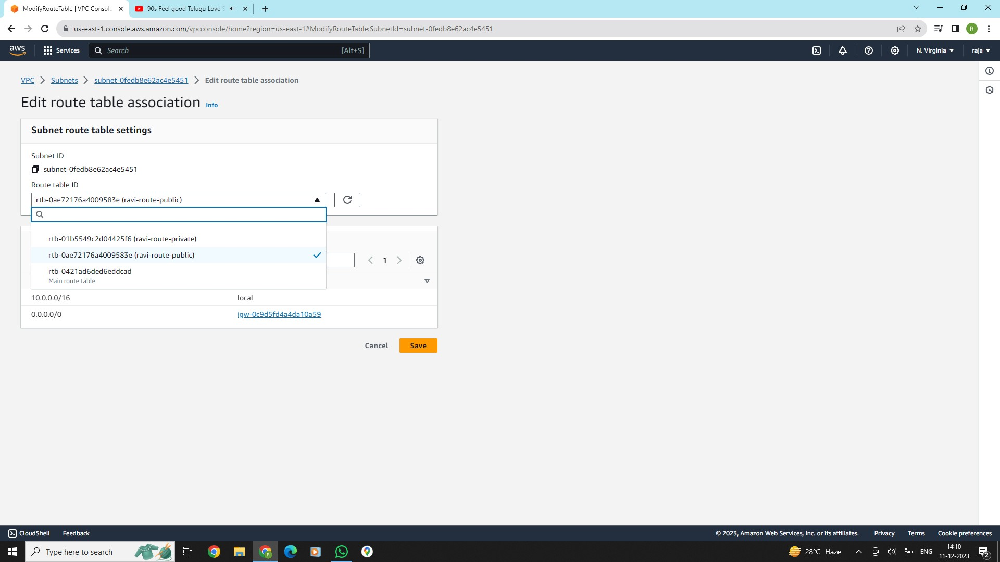 ModifyRouteTable | VPC Console
90s Feel good Telugu Love S
us-east-1.console.aws.amazon.com/vpcconsole/home?region=us-east-1#ModifyRouteTable:SubnetId=subnet-0fedb8e62ac4e5451
R
aws
Services
Search
[Alt+S]
N. Virginia
raja
VPC
Subnets
subnet-0fedb8e62ac4e5451
Edit route table association
Edit route table association
Info
Subnet route table settings
Subnet ID
subnet-0fedb8e62ac4e5451
Route table ID
rtb-0ae72176a4009583e (ravi-route-public)
rtb-01b5549c2d04425f6 (ravi-route-private)
rtb-0ae72176a4009583e (ravi-route-public)
rtb-0421ad6ded6eddcad
Main route table
1
10.0.0.0/16
local
0.0.0.0/0
igw-0c9d5fd4a4da10a59
Cancel
Save
CloudShell
Feedback
© 2023, Amazon Web Services, Inc. or its affiliates.
Privacy
Terms
Cookie preferences
Type here to search
R
28°C Haze
ENG
14:10
11-12-2023
2